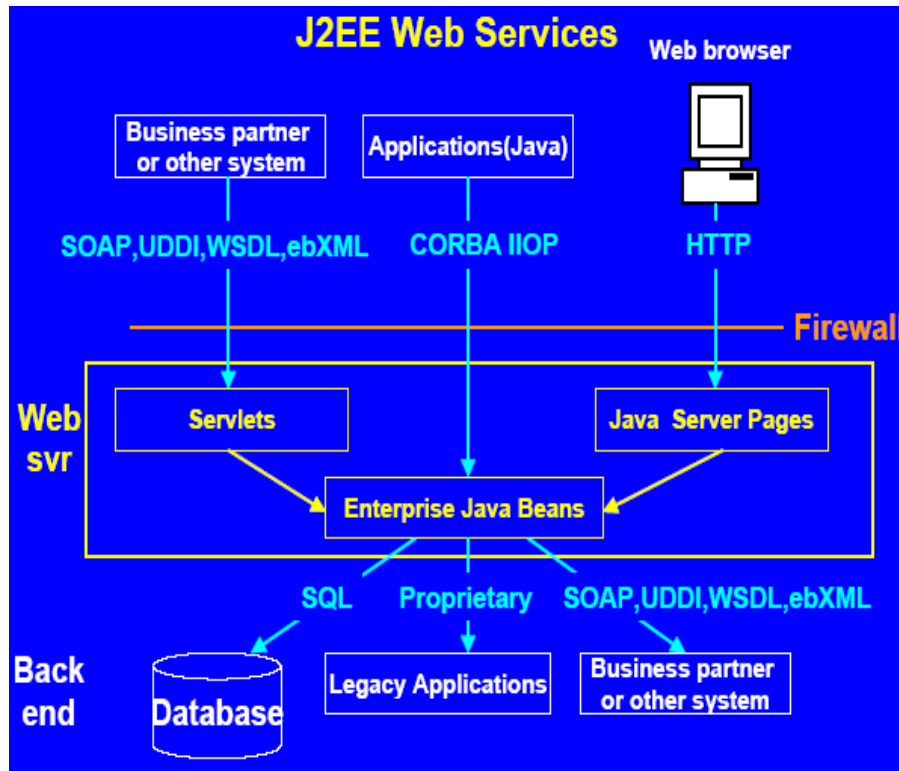 J2EE Web Services
Web browser
Business partner
or other system
Applications(Java)
SOAP,UDDI,WSDL,ebXML
CORBA IIOP
HTTP
Firewall
Web
svr
Servlets
Java Server Pages
Enterprise Java Beans
SQL
Proprietary
SOAP,UDDI,WSDL,ebXML
Back
end
Database
Legacy Applications
Business partner
or other system